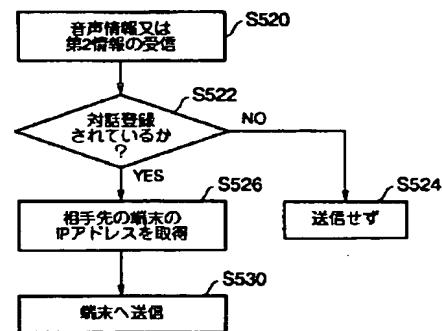 S520
音声情報又は
第2情報の受信
S522
対話登録
されているか
?
NO
YES
S526
相手先の端末の
IPアドレスを取得
S524
送信せず
S530
端末へ送信